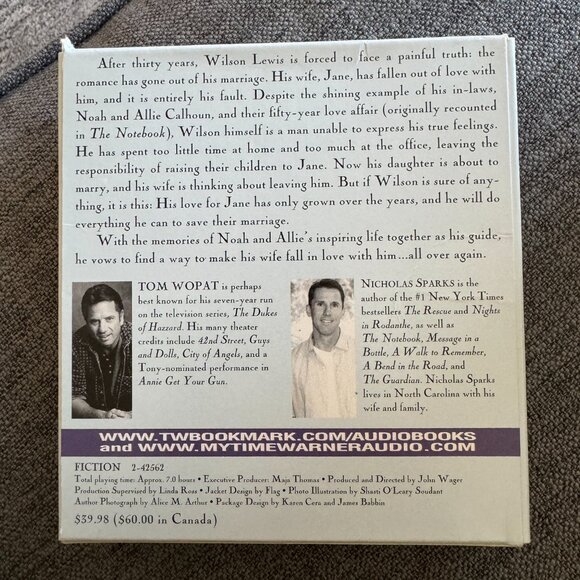 After thirty years, Wilson Lewis is forced to face a painful truth: the
romance has gone out of his marriage. His wife, Jane, has fallen out of love with
him, and it is entirely his fault. Despite the shining example of his in-laws,
Noah and Allie Calhoun, and their fifty-year love affair (originally recounted
in The Notebook), Wilson himself is a man unable to express his true feelings.
He has spent too little time at home and too much at the office, leaving the
responsibility of raising their children to Jane. Now his daughter is about to
marry, and his wife is thinking about leaving him. But if Wilson is sure of any-
thing, it is this: His love for Jane has only grown over the years, and he will do
everything he can to save their marriage.
With the memories of Noah and Allie's inspiring life together as his guide,
he vows to find a way to make his wife fall in love with him...all over again.
TOM WOPAT is perhaps
best known for his seven-year run
on the television series, The Dukes
of Hazzard. His many theater
credits include 42nd Street, Guys
and Dolls, City of Angels, and a
Tony-nominated performance in
Annie Get Your Gun.
NICHOLAS SPARKS is the
author of the #1 New York Times
bestsellers The Rescue and Nights
in Rodanthe, as well as
The Notebook, Message in a
Bottle, A Walk to Remember,
A Bend in the Road, and
The Guardian. Nicholas Sparks
lives in North Carolina with his
wife and family.
WWW.TWBOOKMARK.COM/AUDIOBOOKS
and WWW.MYTIMEWARNERAUDIO.COM
FICTION 2-42562
Total playing time: Approx. 7.0 hours • Executive Producer: Maja Thomas • Produced and Directed by John Wager
Production Supervised by Linda Ross • Jacket Design by Flag • Photo Illustration by Shasti O'Leary Soudant
Author Photograph by Alice M. Arthur • Package Design by Karen Cera and James Babbin
$39.98 ($60.00 in Canada)